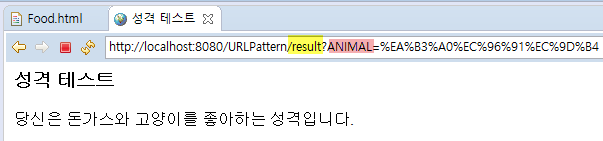 Food.html
성격 테스트
http://localhost:8080/URLPattern/result?ANIMAL=%EA%B3%A0%EC%96%91%EC%9D%B4
성격 테스트
당신은 돈가스와 고양이를 좋아하는 성격입니다.